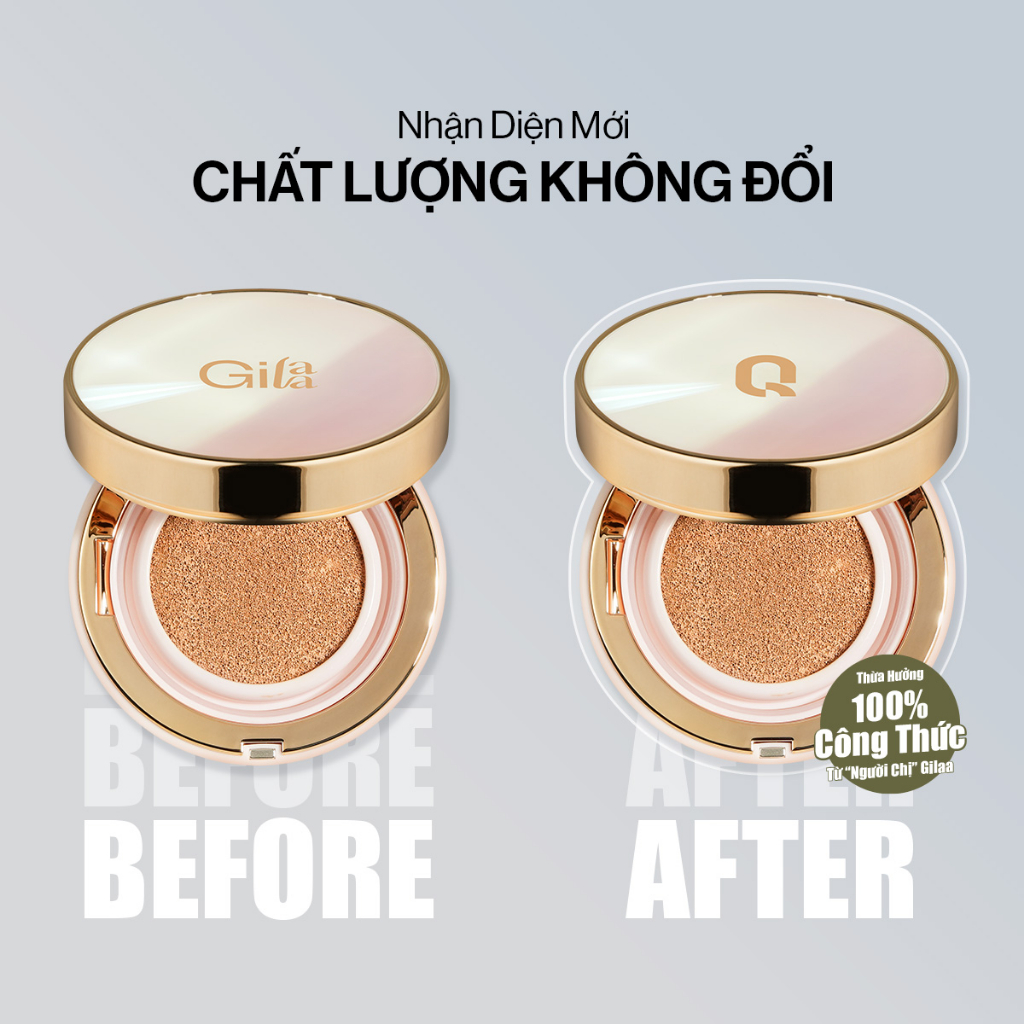 Nhận Diện Mới
CHẤT LƯỢNG KHÔNG ĐỔI
Gilaa
Q
Thừa Hưởng
100%
Công Thức
Từ “Người Chị” Gilaa
BEFORE
AFTER
BEFORE
AFTER